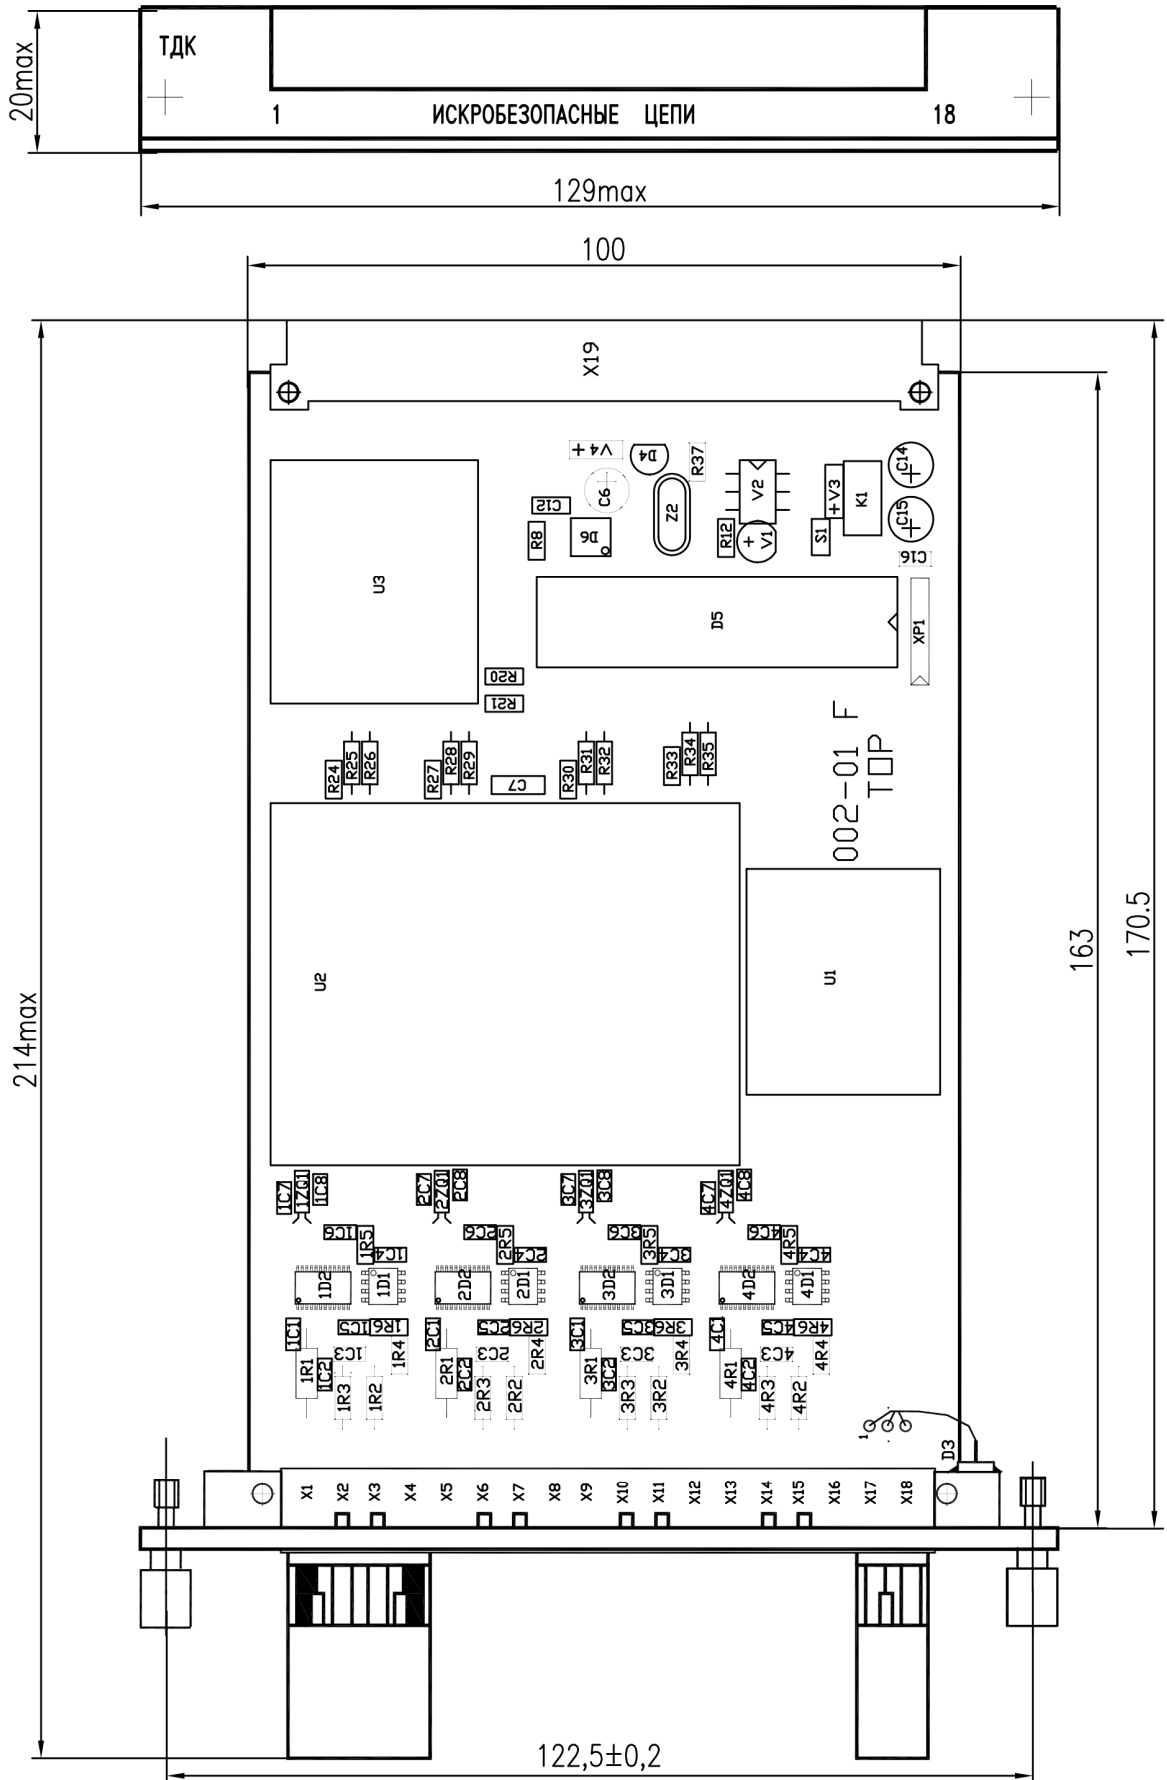 ТДК
20max
1 ИСКРОБЕЗОПАСНЫЕ ЦЕПИ 18
129max
100
X19
V4+ D4 R37
C6 Z2 V2 +V3 K1 C14
C12 R8 D6 R12 +V1 S1 C15
C16
U3 D5 XP1
R20
R21
002-01 F
TOP
R24 R25 R26 R27 R28 R29 C7 R30 R31 R32 R33 R34 R35
U2 U1
163
170.5
214max
1C7 1ZQ1 1C8 2C7 2ZQ1 2C8 3C7 3ZQ1 3C8 4C7 4ZQ1 4C8
1C6 1R5 1C4 2C6 2R5 2C4 3C6 3R5 3C4 4C6 4R5 4C4
1D2 1D1 2D2 2D1 3D2 3D1 4D2 4D1
1C1 1C5 1R6 2C1 2C5 2R6 3C1 3C5 3R6 4C1 4C5 4R6
1R1 1C2 1C3 1R4 2R1 2C2 2C3 2R4 3R1 3C2 3C3 3R4 4R1 4C2 4C3 4R4
1R3 1R2 2R3 2R2 3R3 3R2 4R3 4R2
1 D3
X1 X2 X3 X4 X5 X6 X7 X8 X9 X10 X11 X12 X13 X14 X15 X16 X17 X18
122,5±0,2